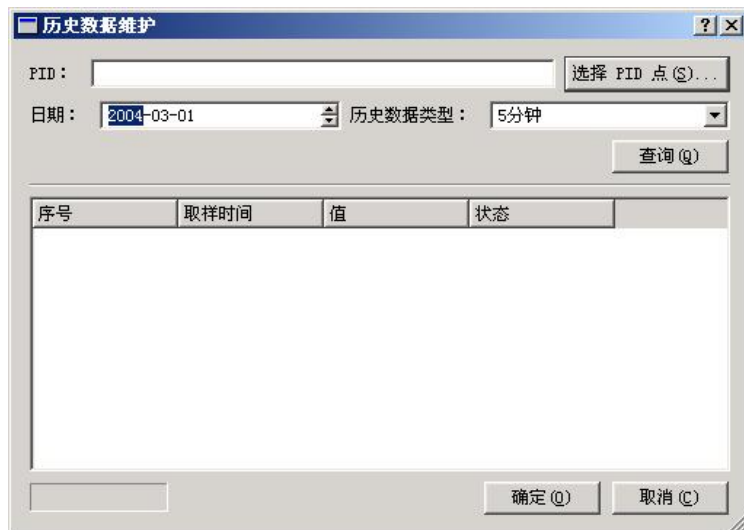 历史数据维护
PID： 选择 PID 点(S)...
日期： 2004-03-01 历史数据类型： 5分钟
查询(Q)
序号 取样时间 值 状态
确定(O) 取消(C)